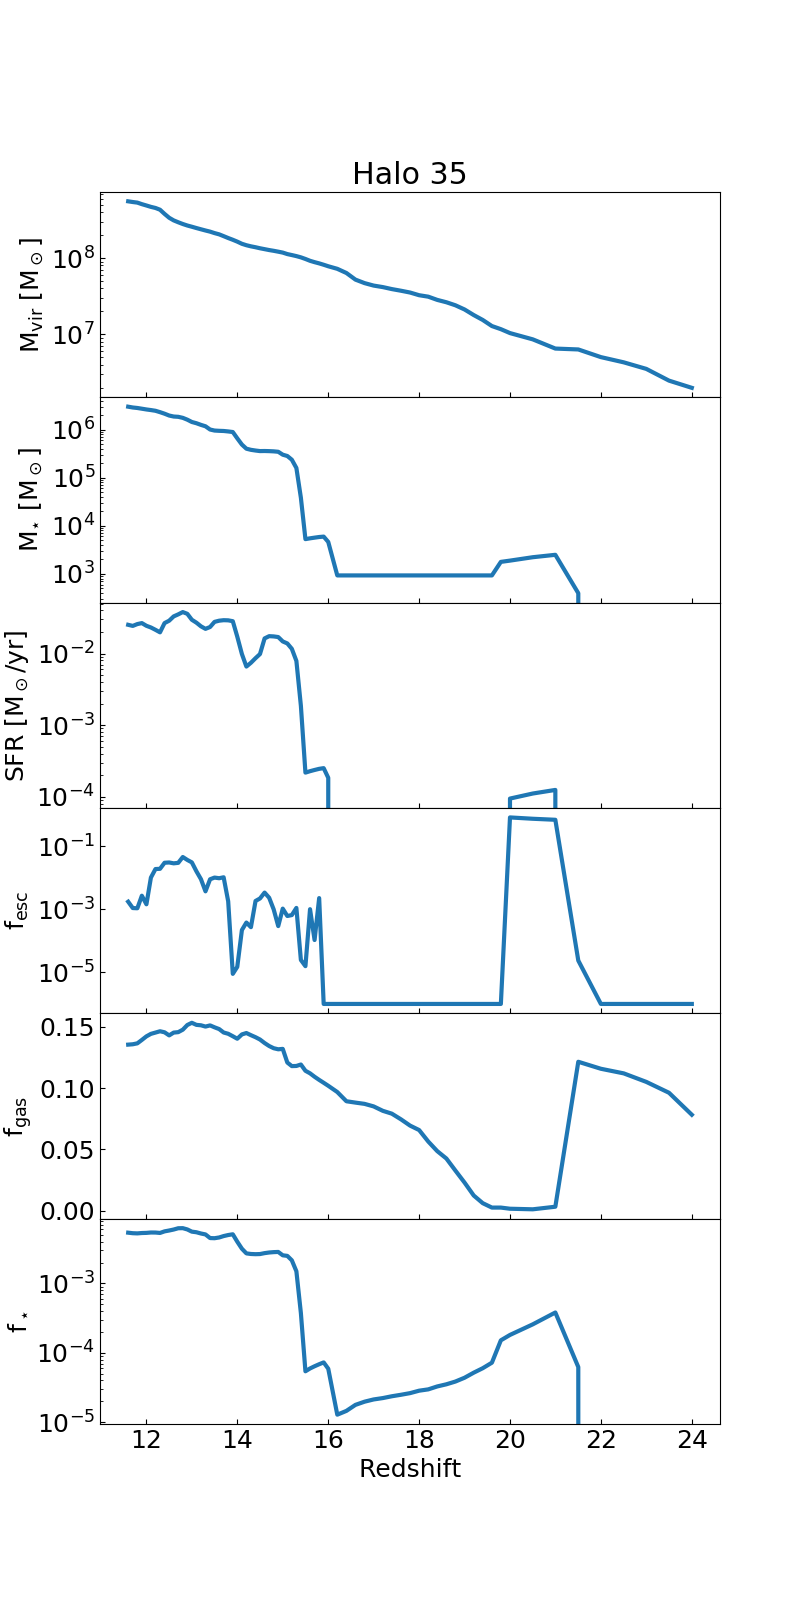 Halo 35
M_vir [M_⊙]
10^8
10^7
M_⋆ [M_⊙]
10^6
10^5
10^4
10^3
SFR [M_⊙/yr]
10^−2
10^−3
10^−4
f_esc
10^−1
10^−3
10^−5
f_gas
0.15
0.10
0.05
0.00
f_⋆
10^−3
10^−4
10^−5
12 14 16 18 20 22 24
Redshift